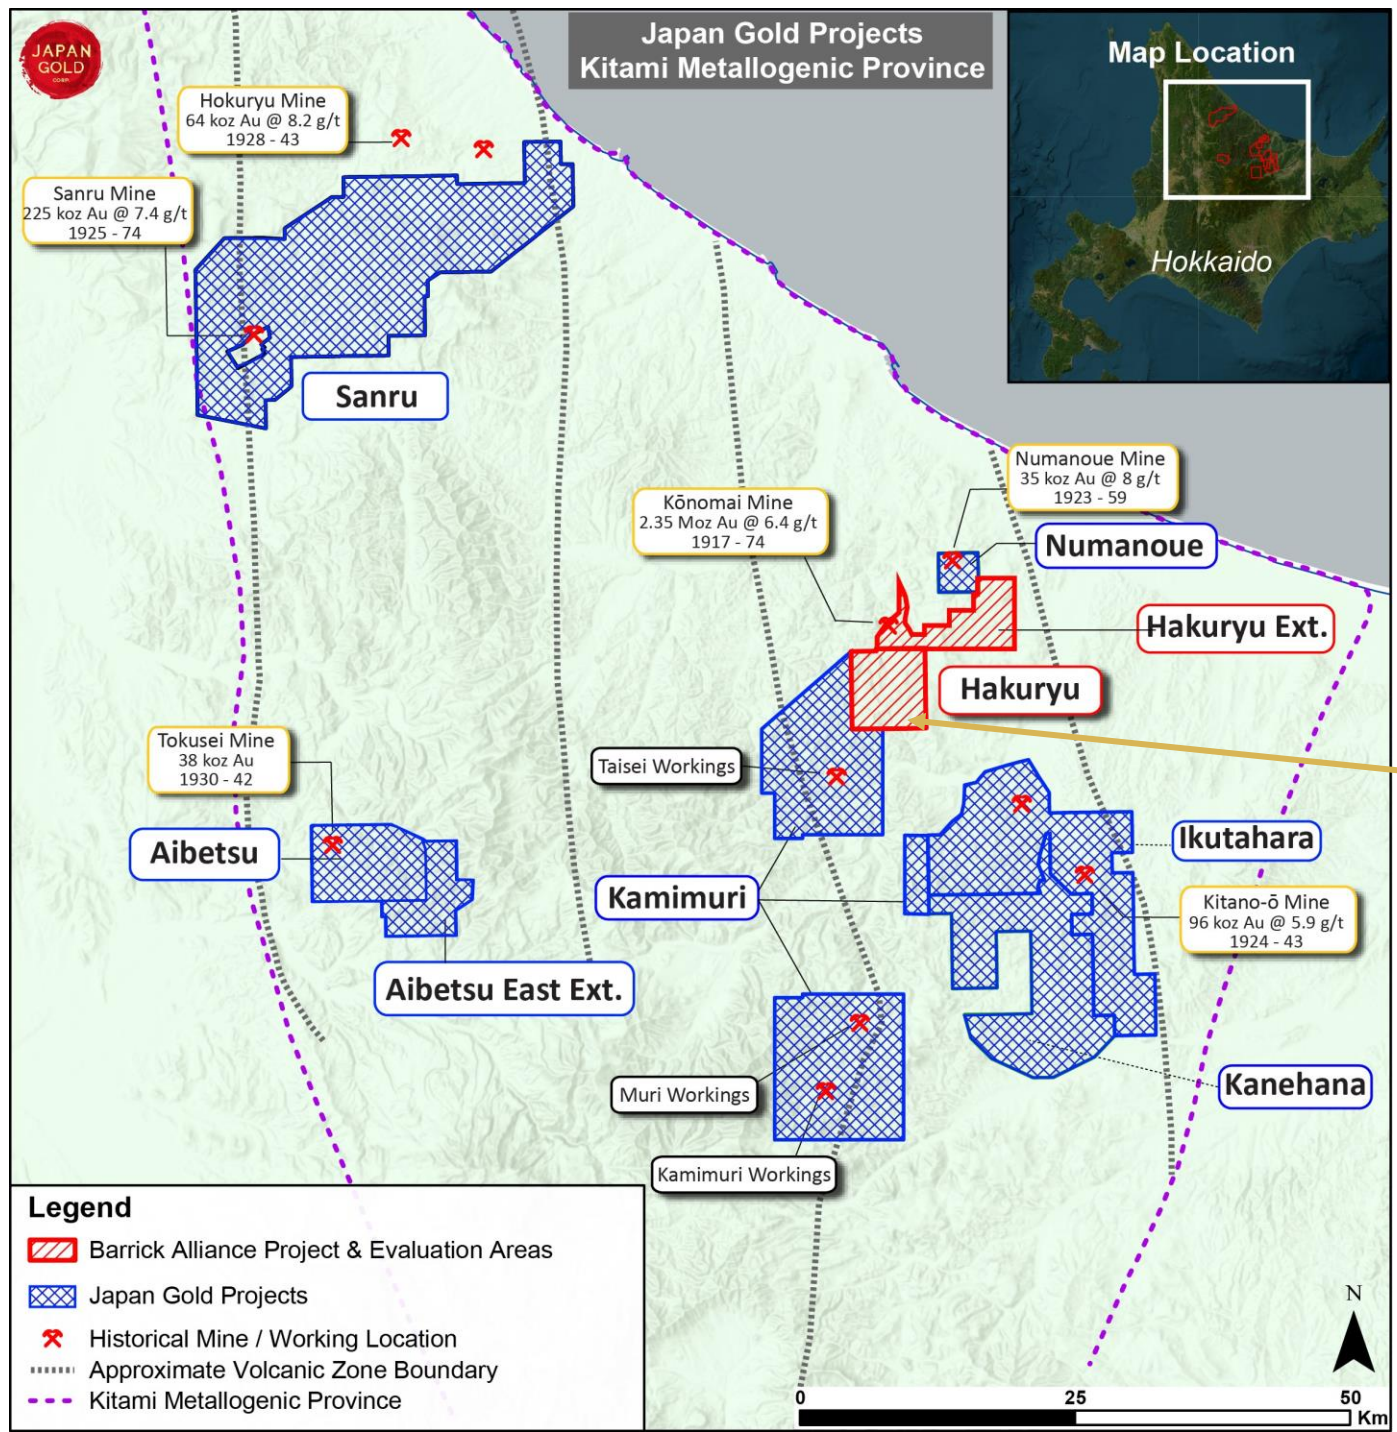 JAPAN
GOLD
CORP.
Japan Gold Projects
Kitami Metallogenic Province
Map Location
Hokkaido
Hokuryu Mine
64 koz Au @ 8.2 g/t
1928 - 43
Sanru Mine
225 koz Au @ 7.4 g/t
1925 - 74
Sanru
Numanoue Mine
35 koz Au @ 8 g/t
1923 - 59
Kōnomai Mine
2.35 Moz Au @ 6.4 g/t
1917 - 74
Numanoue
Hakuryu Ext.
Hakuryu
Tokusei Mine
38 koz Au
1930 - 42
Taisei Workings
Aibetsu
Ikutahara
Kamimuri
Kitano-ō Mine
96 koz Au @ 5.9 g/t
1924 - 43
Aibetsu East Ext.
Muri Workings
Kanehana
Kamimuri Workings
Legend
Barrick Alliance Project & Evaluation Areas
Japan Gold Projects
Historical Mine / Working Location
Approximate Volcanic Zone Boundary
Kitami Metallogenic Province
N
0 25 50
Km